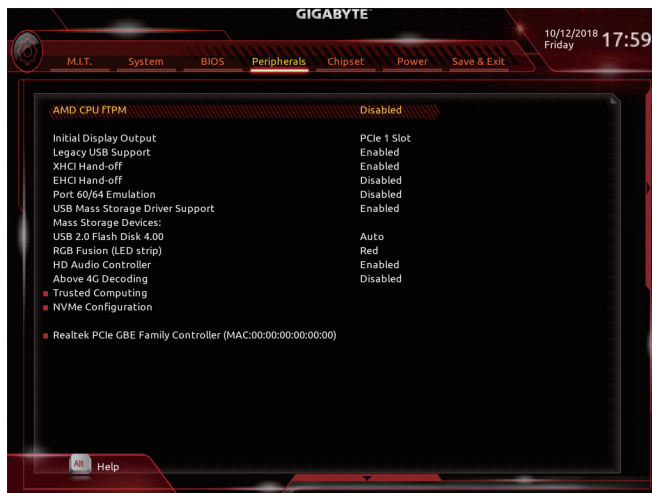 GIGABYTE™
10/12/2018 Friday 17:59
M.I.T. System BIOS Peripherals Chipset Power Save & Exit
AMD CPU fTPM Disabled
Initial Display Output PCIe 1 Slot
Legacy USB Support Enabled
XHCI Hand-off Enabled
EHCI Hand-off Disabled
Port 60/64 Emulation Disabled
USB Mass Storage Driver Support Enabled
Mass Storage Devices:
USB 2.0 Flash Disk 4.00 Auto
RGB Fusion (LED strip) Red
HD Audio Controller Enabled
Above 4G Decoding Disabled
Trusted Computing
NVMe Configuration
Realtek PCIe GBE Family Controller (MAC:00:00:00:00:00:00)
Alt Help